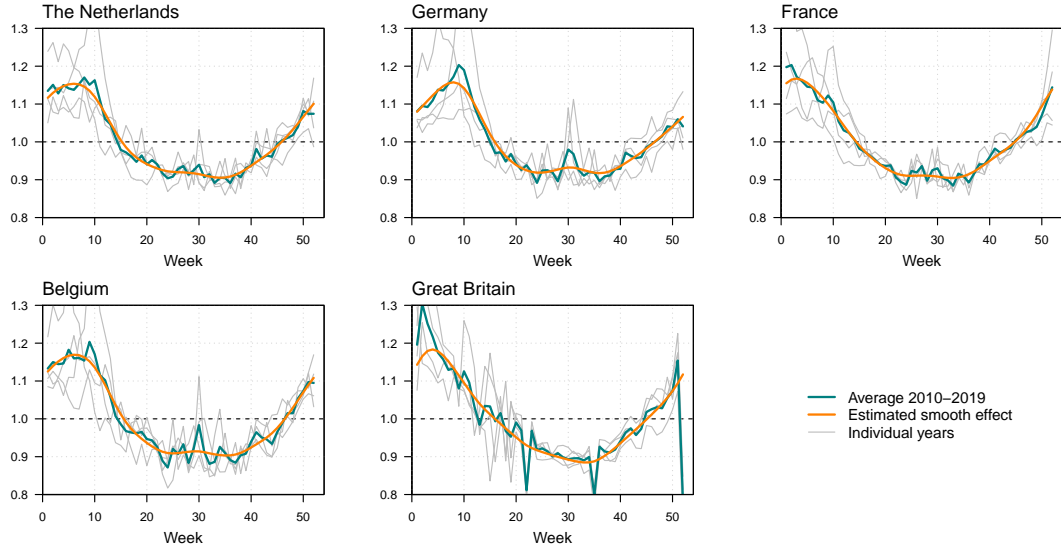 The Netherlands
1.3
1.2
1.1
1.0
0.9
0.8
0 10 20 30 40 50
Week
Germany
1.3
1.2
1.1
1.0
0.9
0.8
0 10 20 30 40 50
Week
France
1.3
1.2
1.1
1.0
0.9
0.8
0 10 20 30 40 50
Week
Belgium
1.3
1.2
1.1
1.0
0.9
0.8
0 10 20 30 40 50
Week
Great Britain
1.3
1.2
1.1
1.0
0.9
0.8
0 10 20 30 40 50
Week
Average 2010–2019
Estimated smooth effect
Individual years